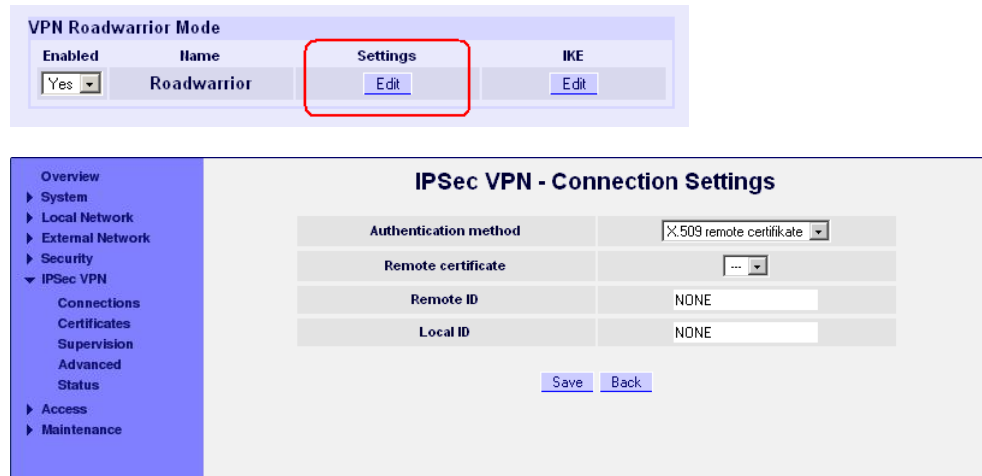 VPN Roadwarrior Mode
Enabled Name Settings IKE
Yes Roadwarrior Edit Edit
Overview
System
Local Network
External Network
Security
IPSec VPN
Connections
Certificates
Supervision
Advanced
Status
Access
Maintenance
IPSec VPN - Connection Settings
Authentication method X.509 remote certifikate
Remote certificate ---
Remote ID NONE
Local ID NONE
Save Back